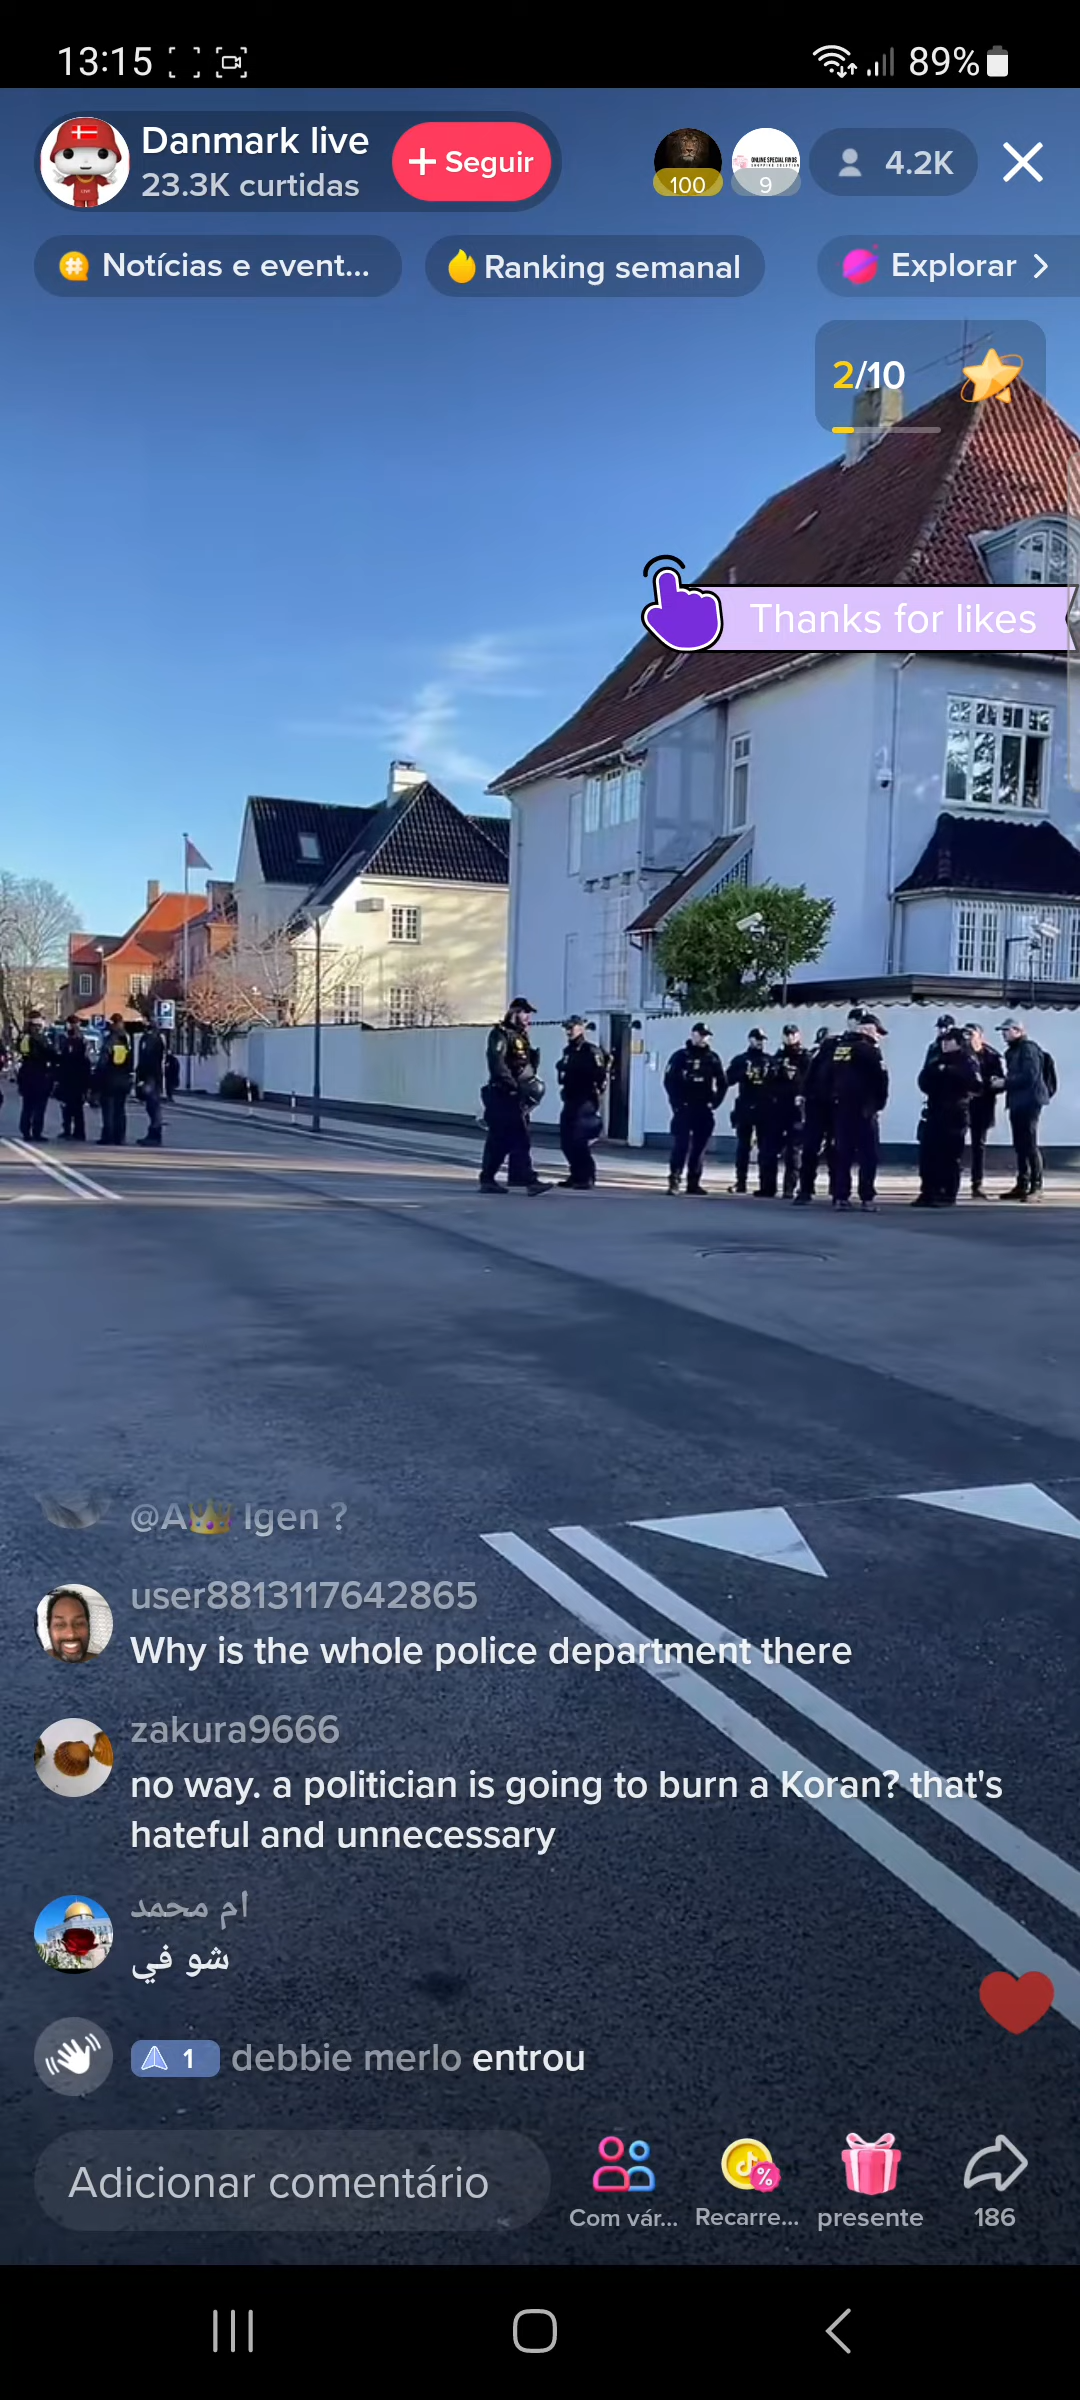 13:15
89%
Danmark live
23.3K curtidas
+ Seguir
100
9
ONLINE SPECIAL FINDS
4.2K
Notícias e event...
Ranking semanal
Explorar >
2/10
Thanks for likes
P
@A👑 Igen ?
user8813117642865
Why is the whole police department there
zakura9666
no way. a politician is going to burn a Koran? that's
hateful and unnecessary
ام محمد
شو في
1 debbie merlo entrou
Adicionar comentário
Com vár...
Recarre...
presente
186